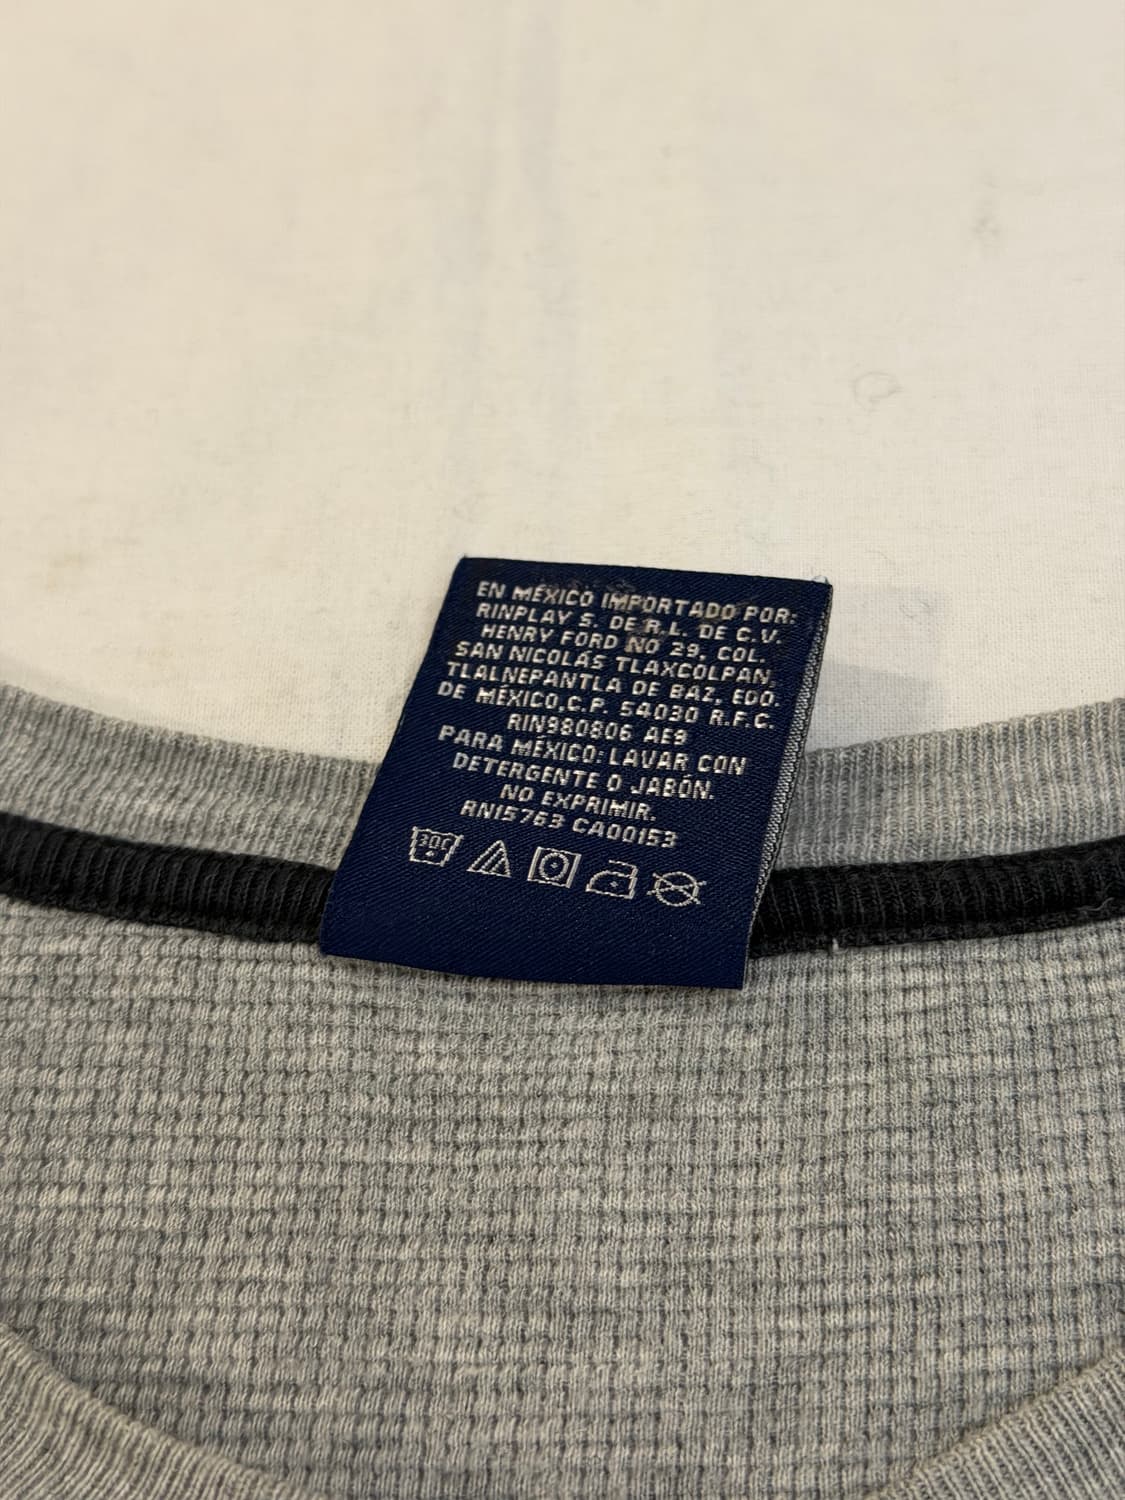 EN MÉXICO IMPORTADO POR:
RINPLAY S. DE R.L. DE C.V.
HENRY FORD NO 29, COL.
SAN NICOLÁS TLAXCOLPAN,
TLALNEPANTLA DE BAZ, EDO.
DE MÉXICO,C.P. 54030 R.F.C.
RIN980806 AE9
PARA MÉXICO: LAVAR CON
DETERGENTE O JABÓN.
NO EXPRIMIR.
RN15763 CA00153
30C